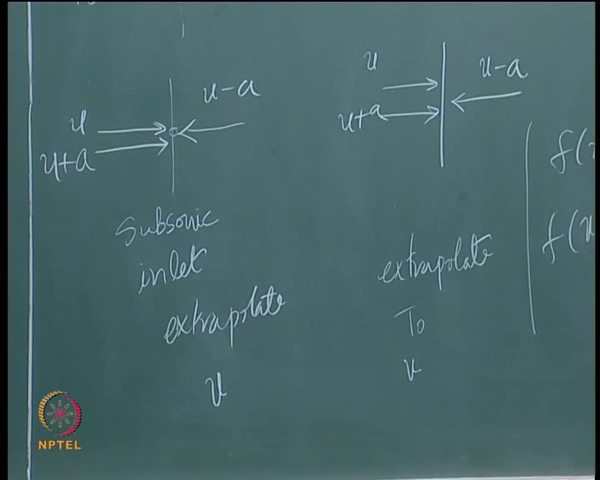 u
u+a
u-a
Subsonic
inlet
extrapolate
u
u
u+a
u-a
extrapolate
To
u
f(
f(
NPTEL